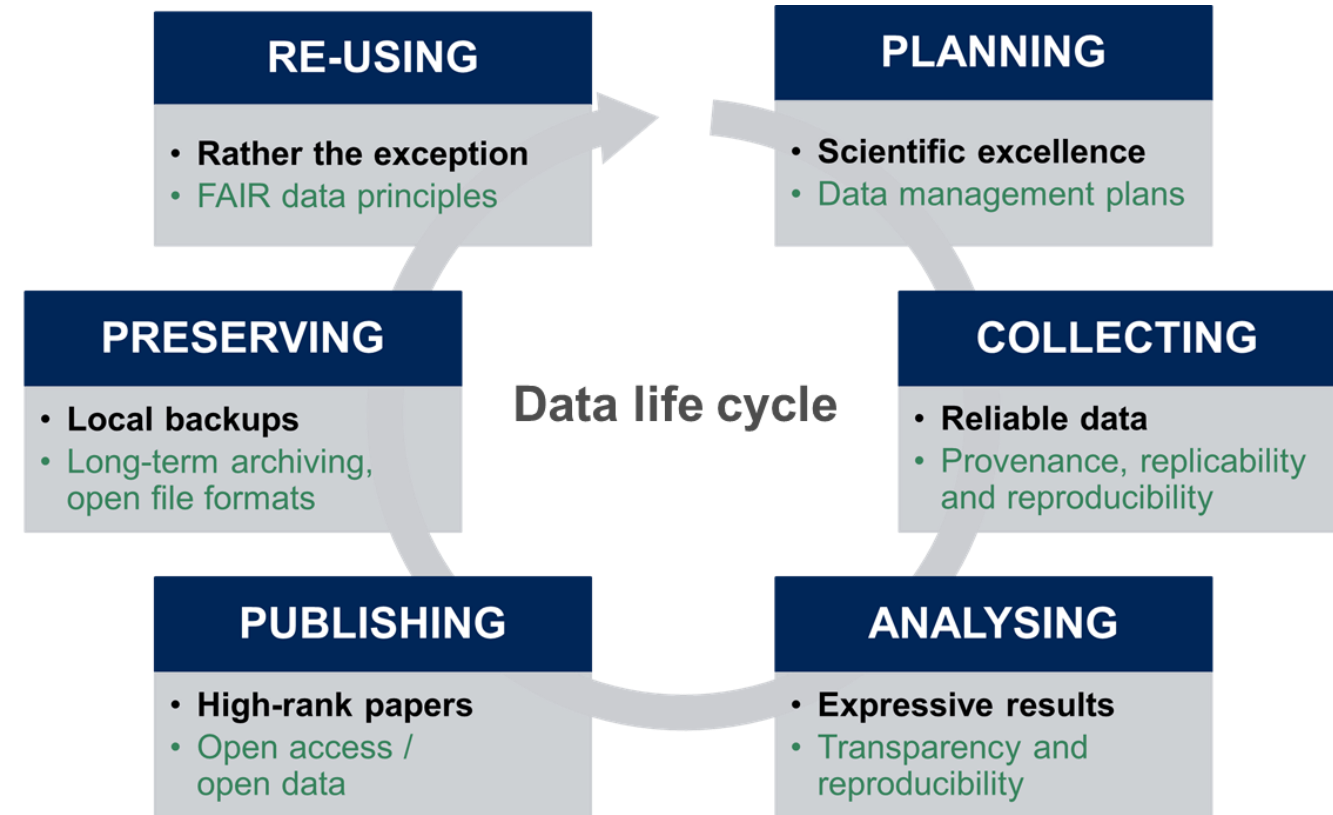 RE-USING
• Rather the exception
• FAIR data principles
PLANNING
• Scientific excellence
• Data management plans
PRESERVING
• Local backups
• Long-term archiving,
open file formats
Data life cycle
COLLECTING
• Reliable data
• Provenance, replicability
and reproducibility
PUBLISHING
• High-rank papers
• Open access /
open data
ANALYSING
• Expressive results
• Transparency and
reproducibility